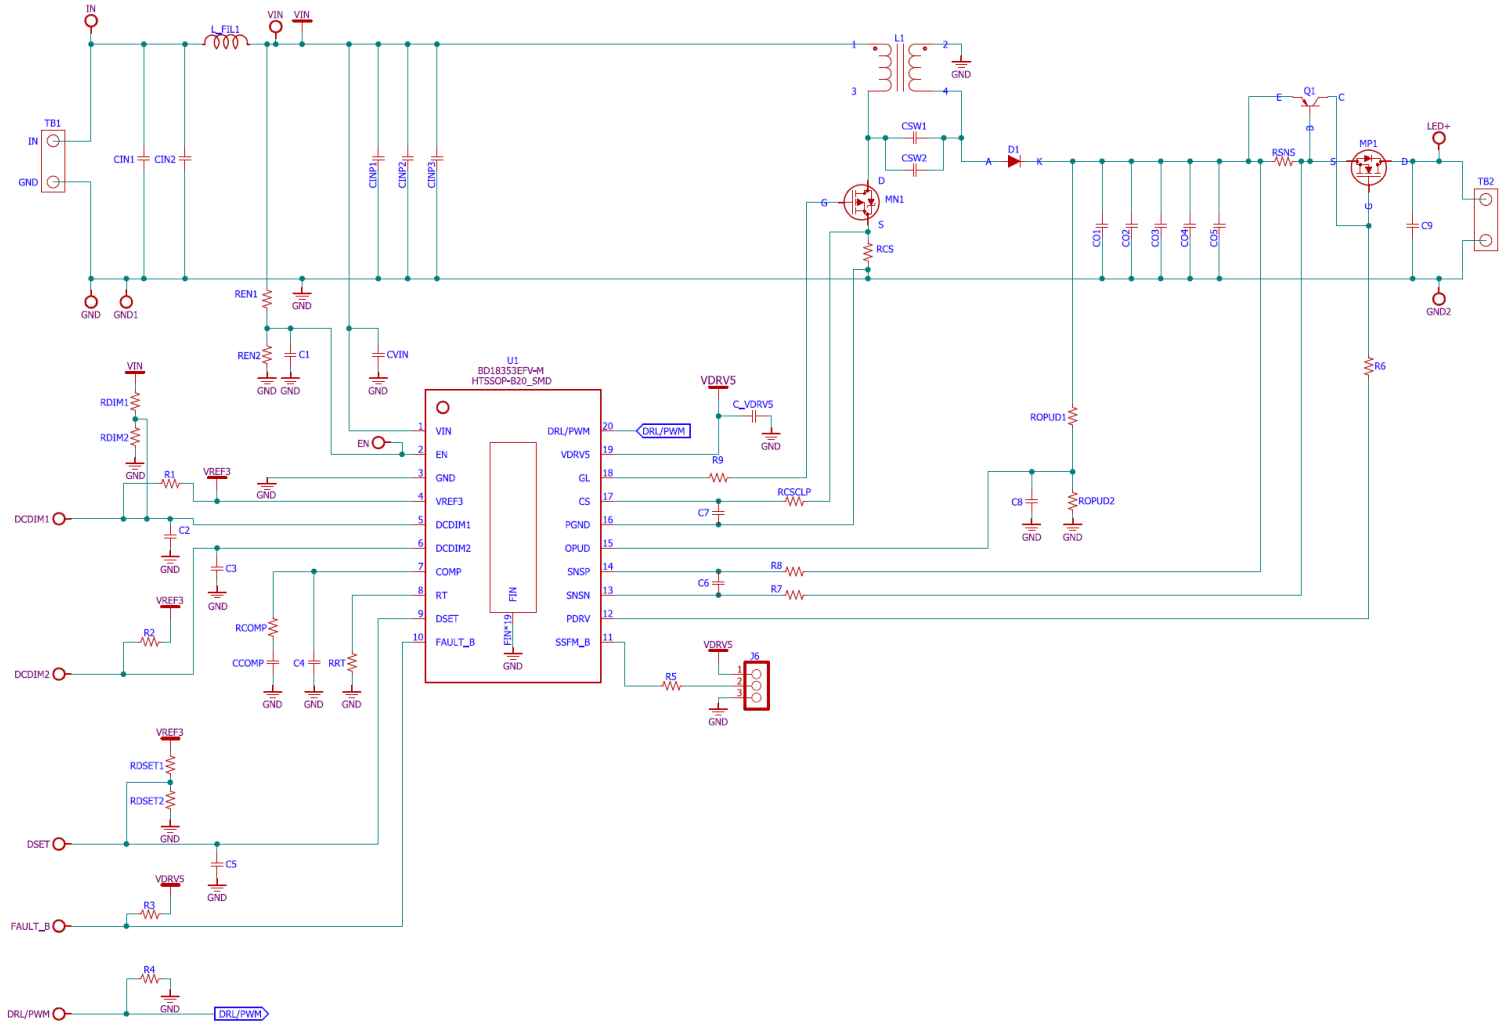 IN
L_FIL1
VIN
VIN
TB1
IN
GND
CIN1
CIN2
CINP1
CINP2
CINP3
1
L1
2
3
4
GND
CSW1
CSW2
D
G
MN1
S
RCS
A
D1
K
CO1
CO2
CO3
CO4
CO5
E
Q1
C
B
RSNS
S
MP1
D
G
LED+
TB2
C9
GND
GND1
GND
GND2
REN1
REN2
C1
GND
GND
CVIN
GND
R6
VIN
RDIM1
RDIM2
GND
R1
VREF3
GND
DCDIM1
C2
GND
C3
GND
VREF3
R2
DCDIM2
RCOMP
CCOMP
C4
RRT
GND
GND
GND
U1
BD18353EFV-M
HTSSOP-B20_SMD
EN
1
VIN
2
EN
3
GND
4
VREF3
5
DCDIM1
6
DCDIM2
7
COMP
8
RT
9
DSET
10
FAULT_B
FIN
FIN*19
GND
DRL/PWM
20
DRL/PWM
VDRV5
19
GL
18
CS
17
PGND
16
OPUD
15
SNSP
14
SNSN
13
PDRV
12
SSFM_B
11
VDRV5
C_VDRV5
GND
R9
RCSCLP
C7
C6
R8
R7
ROPUD1
ROPUD2
C8
GND
GND
VDRV5
J6
1
2
3
R5
GND
VREF3
RDSET1
RDSET2
GND
DSET
C5
GND
VDRV5
R3
FAULT_B
R4
GND
DRL/PWM
DRL/PWM